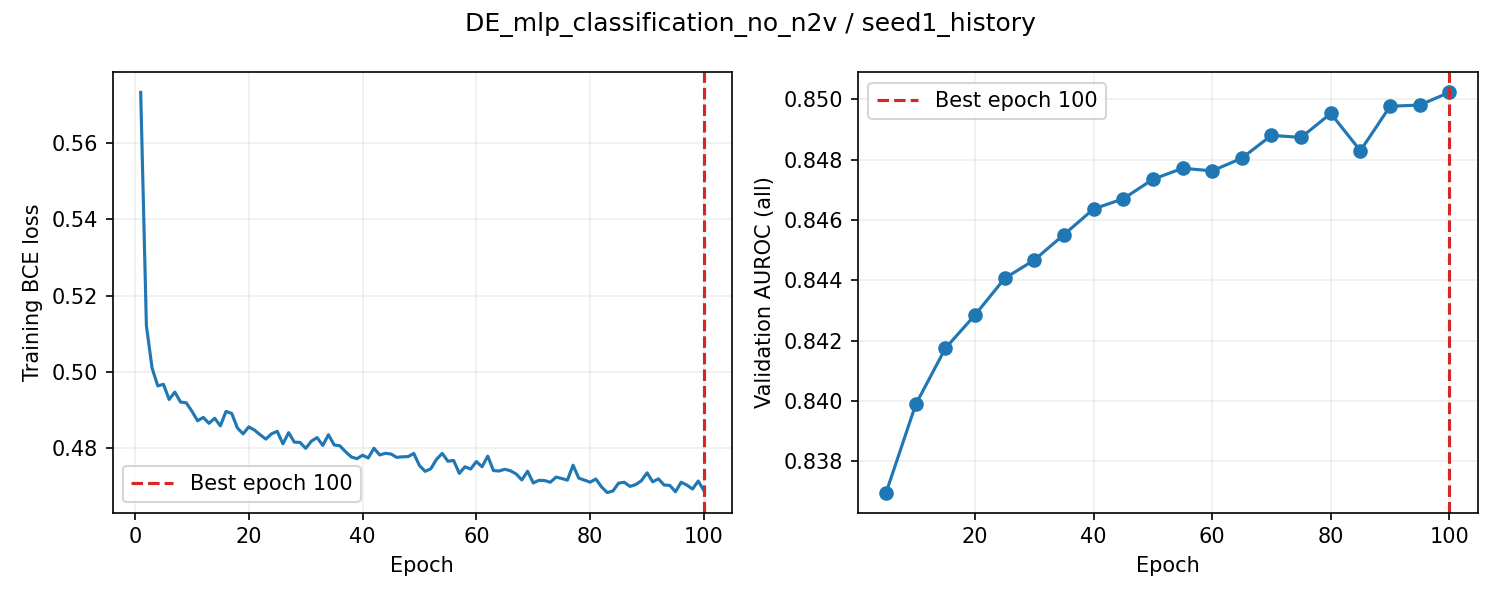 DE_mlp_classification_no_n2v / seed1_history
Training BCE loss
0.56
0.54
0.52
0.50
0.48
Best epoch 100
0 20 40 60 80 100
Epoch
Validation AUROC (all)
0.850
0.848
0.846
0.844
0.842
0.840
0.838
Best epoch 100
20 40 60 80 100
Epoch